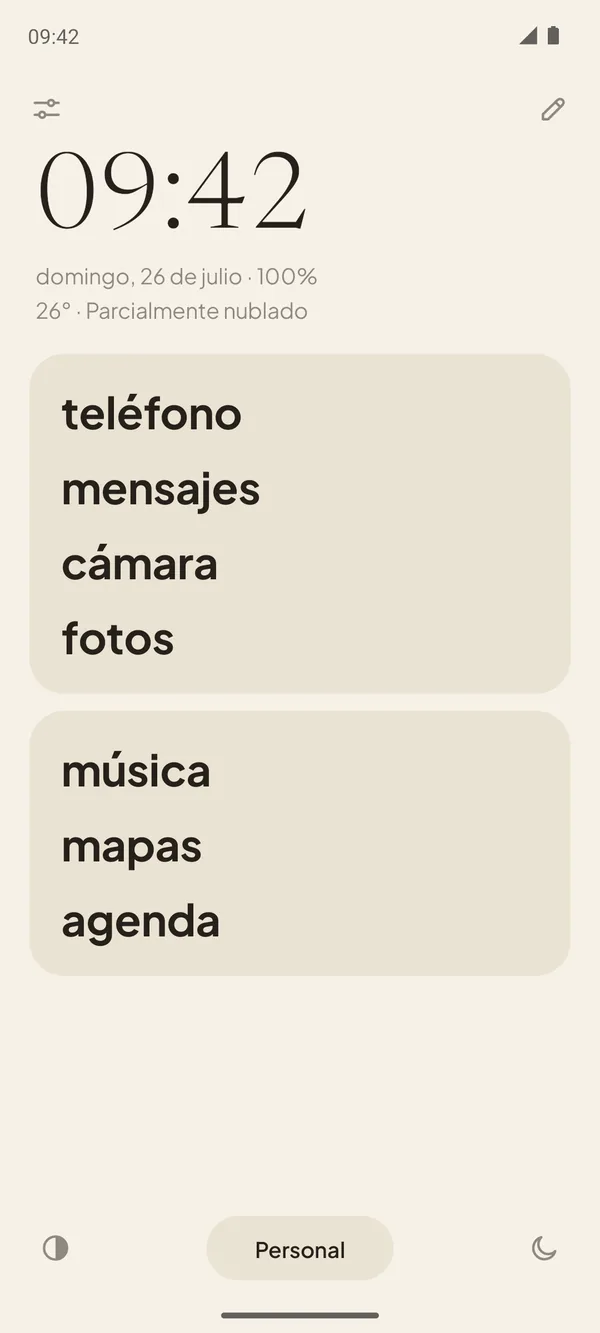 09:42
09:42
domingo, 26 de julio · 100%
26° · Parcialmente nublado
teléfono
mensajes
cámara
fotos
música
mapas
agenda
Personal